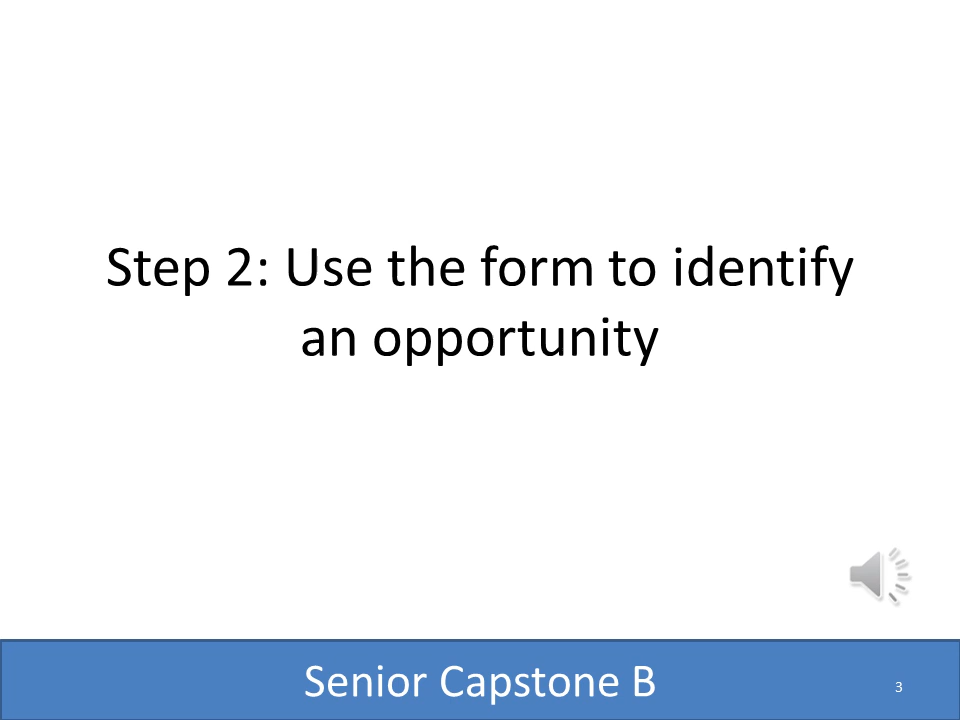 Step 2: Use the form to identify
an opportunity
Senior Capstone B
3